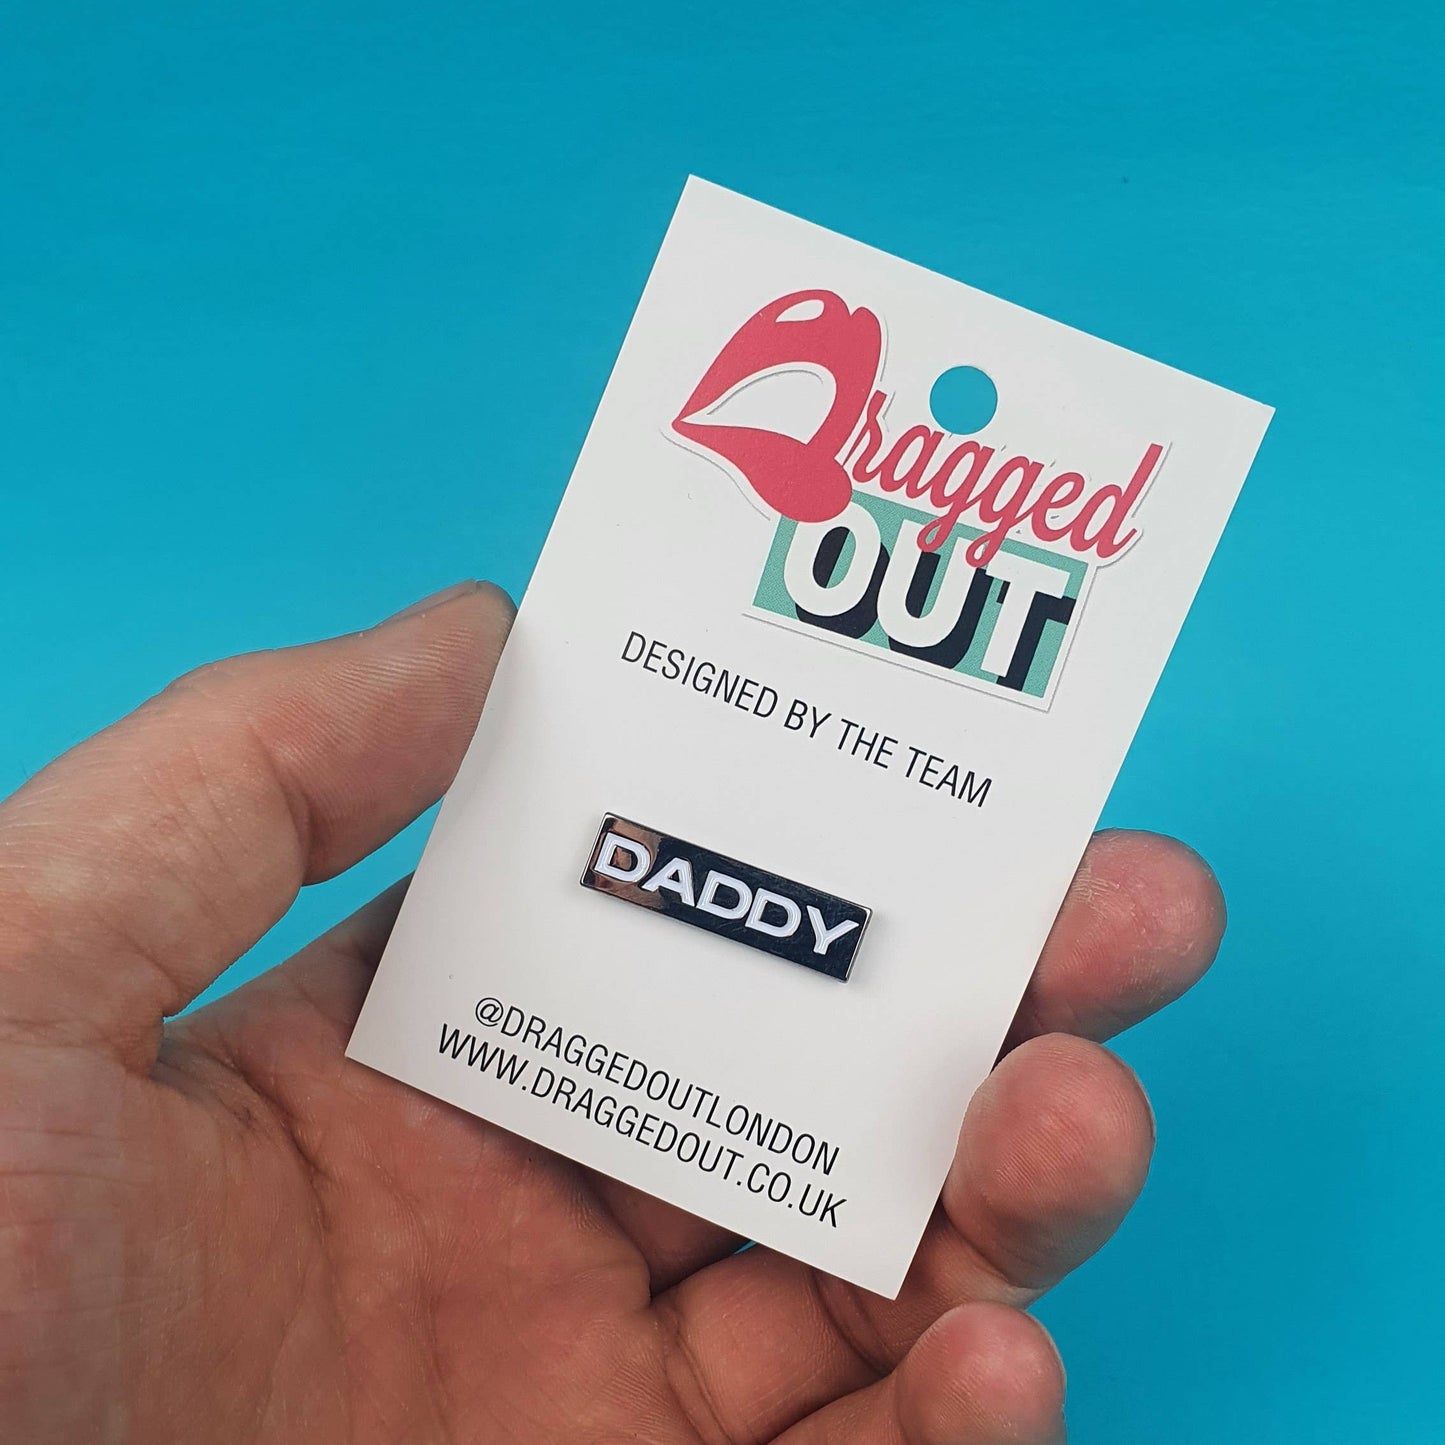 Dragged
OUT
DESIGNED BY THE TEAM
DADDY
@DRAGGEDOUTLONDON
WWW.DRAGGEDOUT.CO.UK